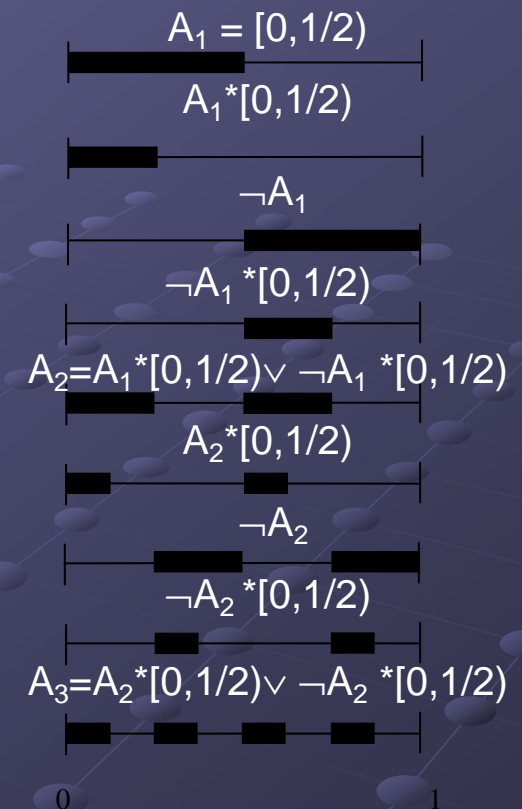 A₁ = [0,1/2)
A₁*[0,1/2)
¬A₁
¬A₁ *[0,1/2)
A₂=A₁*[0,1/2)∨ ¬A₁ *[0,1/2)
A₂*[0,1/2)
¬A₂
¬A₂ *[0,1/2)
A₃=A₂*[0,1/2)∨ ¬A₂ *[0,1/2)
0 1